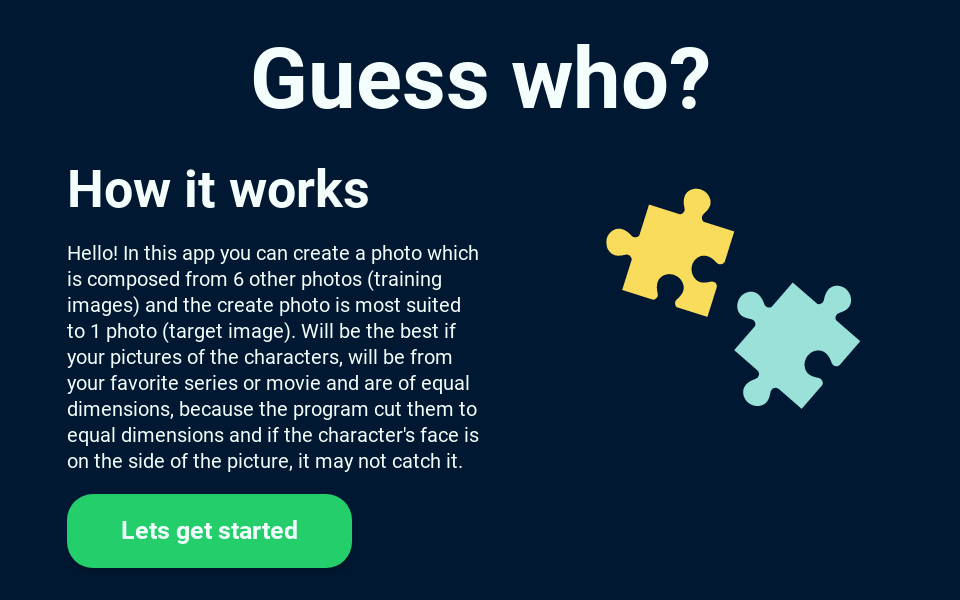 Guess who?
How it works
Hello! In this app you can create a photo which
is composed from 6 other photos (training
images) and the create photo is most suited
to 1 photo (target image). Will be the best if
your pictures of the characters, will be from
your favorite series or movie and are of equal
dimensions, because the program cut them to
equal dimensions and if the character's face is
on the side of the picture, it may not catch it.
Lets get started